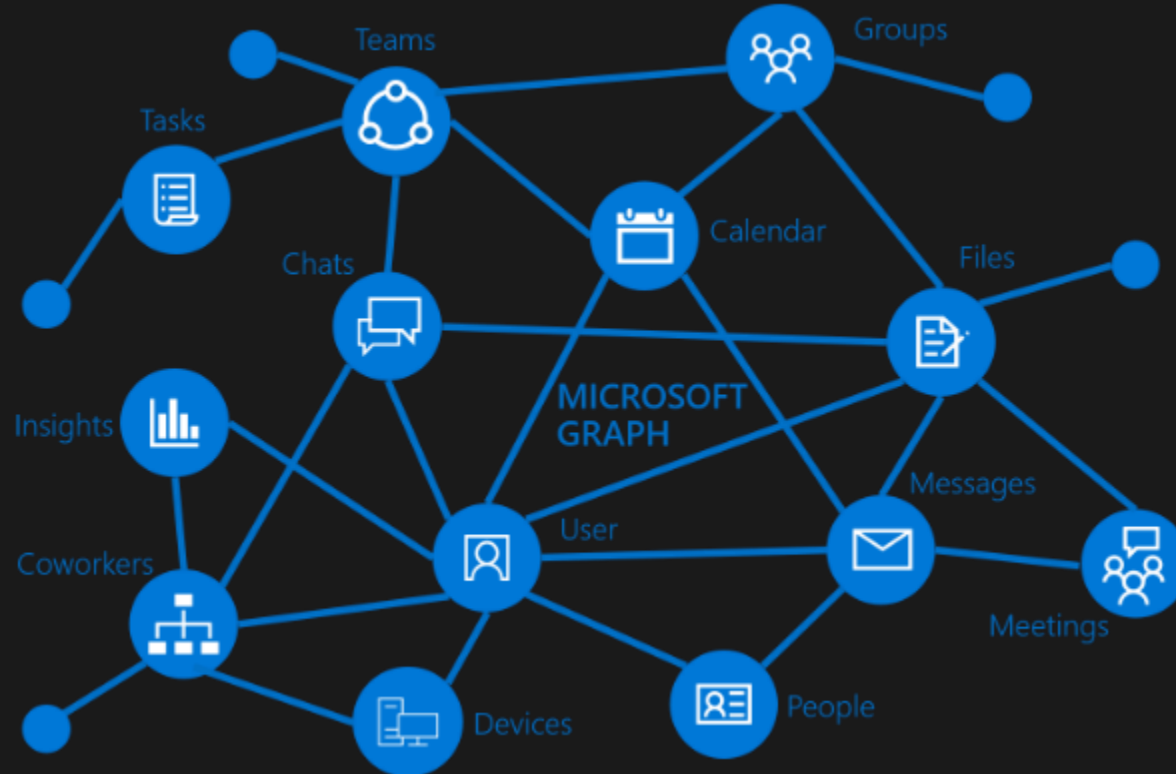 Groups
Teams
Tasks
Calendar
Chats
Files
MICROSOFT
GRAPH
Insights
Messages
User
Coworkers
Meetings
People
Devices